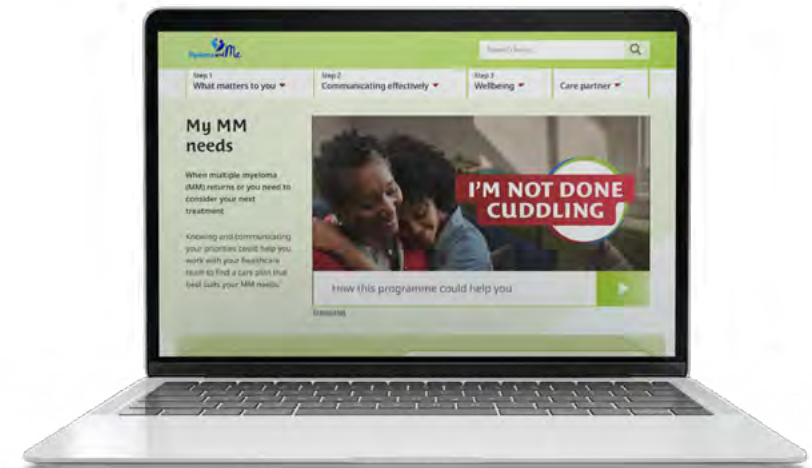 Myeloma and Me
Search here...
Step 1
What matters to you
Step 2
Communicating effectively
Step 3
Wellbeing
Care partner
My MM
needs
When multiple myeloma
(MM) returns or you need to
consider your next
treatment
Knowing and communicating
your priorities could help you
work with your healthcare
team to find a care plan that
best suits your MM needs.
I'M NOT DONE
CUDDLING
How this programme could help you